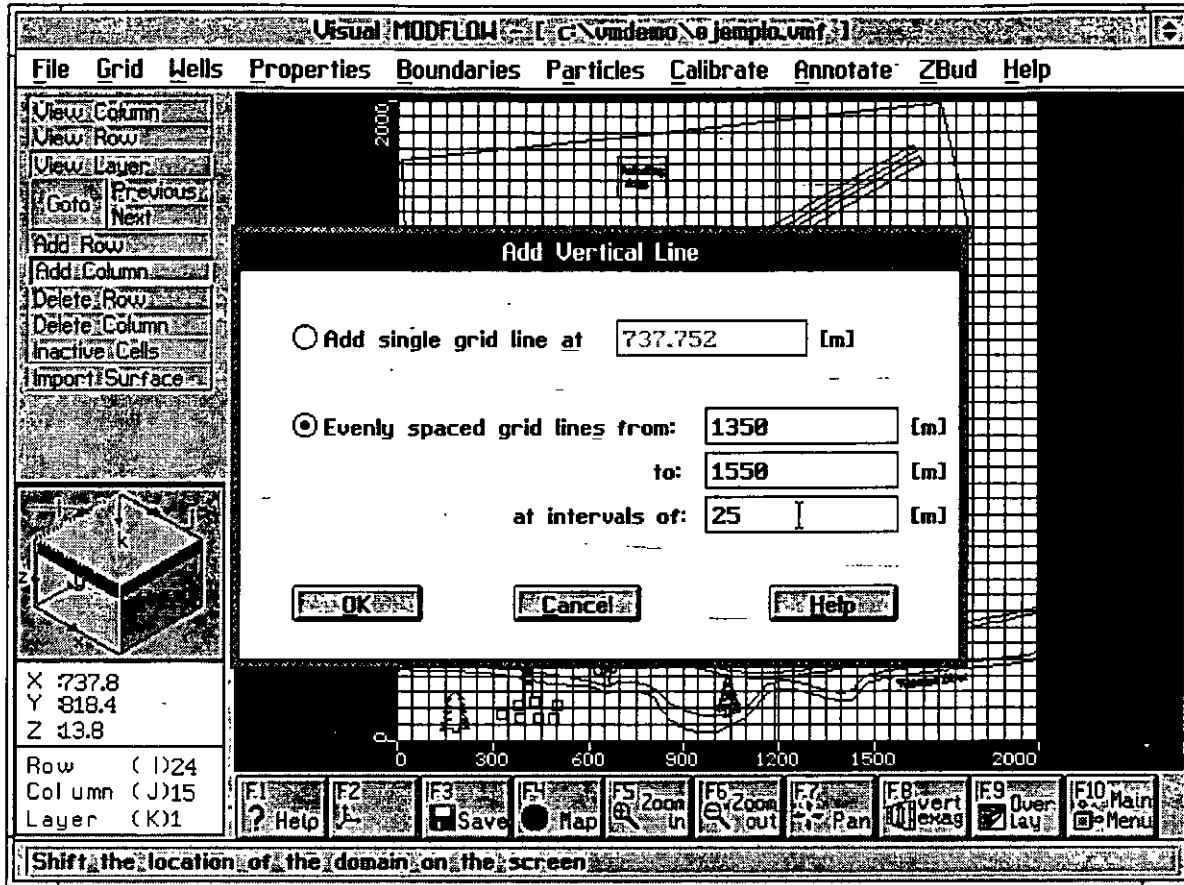 Visual MODFLOW - [ c:\vmdemo\ejemplo.vmf ]
File Grid Wells Properties Boundaries Particles Calibrate Annotate ZBud Help
View Column
View Row
View Layer
Goto Previous
Next
Add Row
Add Column
Delete Row
Delete Column
Inactive Cells
Import Surface
2000
Add Vertical Line
Add single grid line at 737.752 [m]
Evenly spaced grid lines from: 1350 [m]
to: 1550 [m]
at intervals of: 25 [m]
OK Cancel Help
X :737.8
Y :818.4
Z :13.8
Row (I)24
Column (J)15
Layer (K)1
0
0 300 600 900 1200 1500 2000
F1 ? Help
F2
F3 Save
F4 Map
F5 Zoom In
F6 Zoom out
F7 Pan
F8 vert exag
F9 Over lay
F10 Main Menu
Shift the location of the domain on the screen